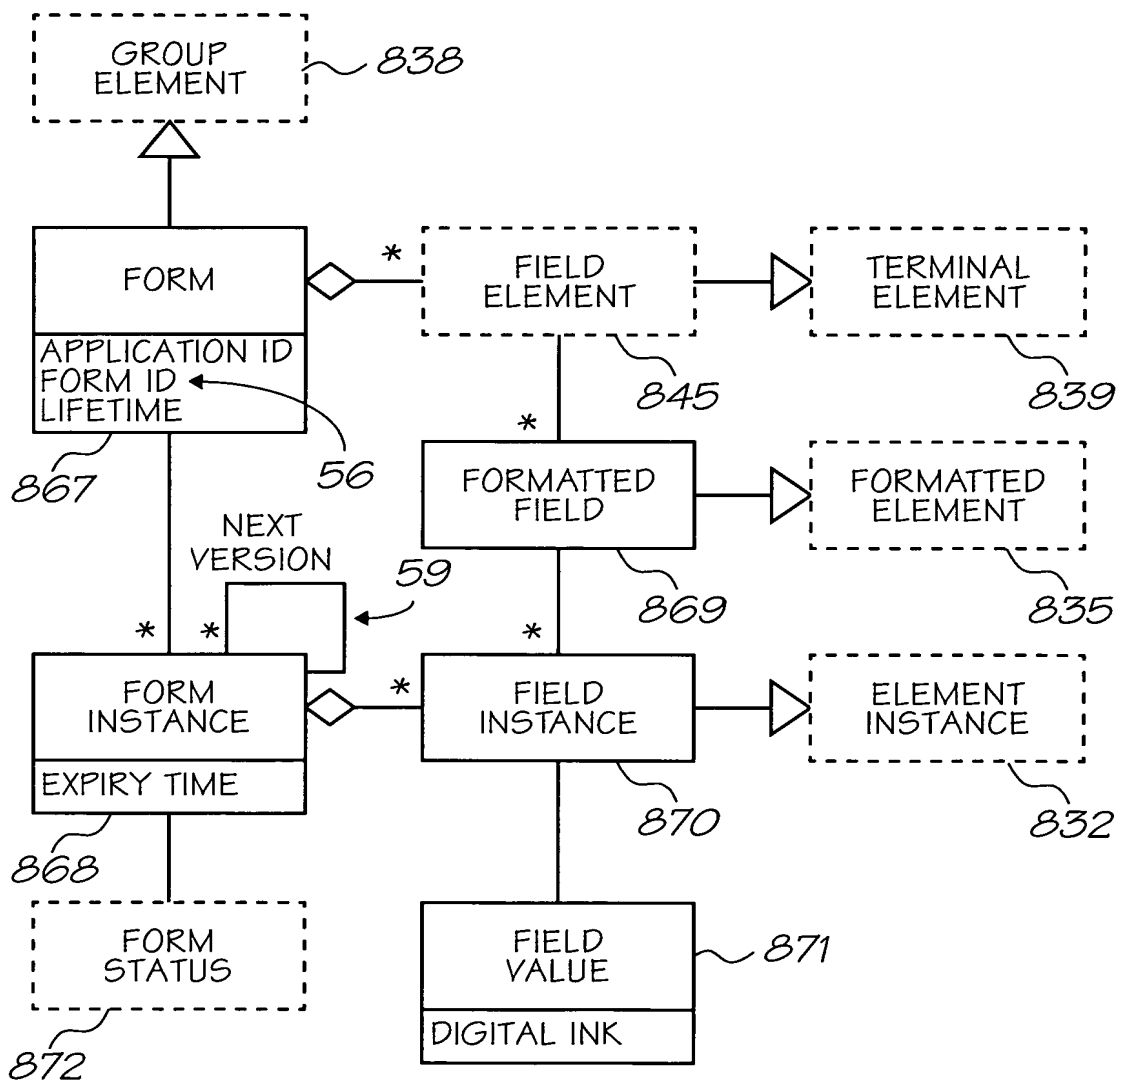 GROUP
ELEMENT
838
FORM
*
FIELD
ELEMENT
TERMINAL
ELEMENT
APPLICATION ID
FORM ID
LIFETIME
845
839
*
867
56
FORMATTED
FIELD
FORMATTED
ELEMENT
NEXT
VERSION
59
869
835
*
*
*
FORM
INSTANCE
*
FIELD
INSTANCE
ELEMENT
INSTANCE
EXPIRY TIME
870
832
868
FORM
STATUS
FIELD
VALUE
871
DIGITAL INK
872